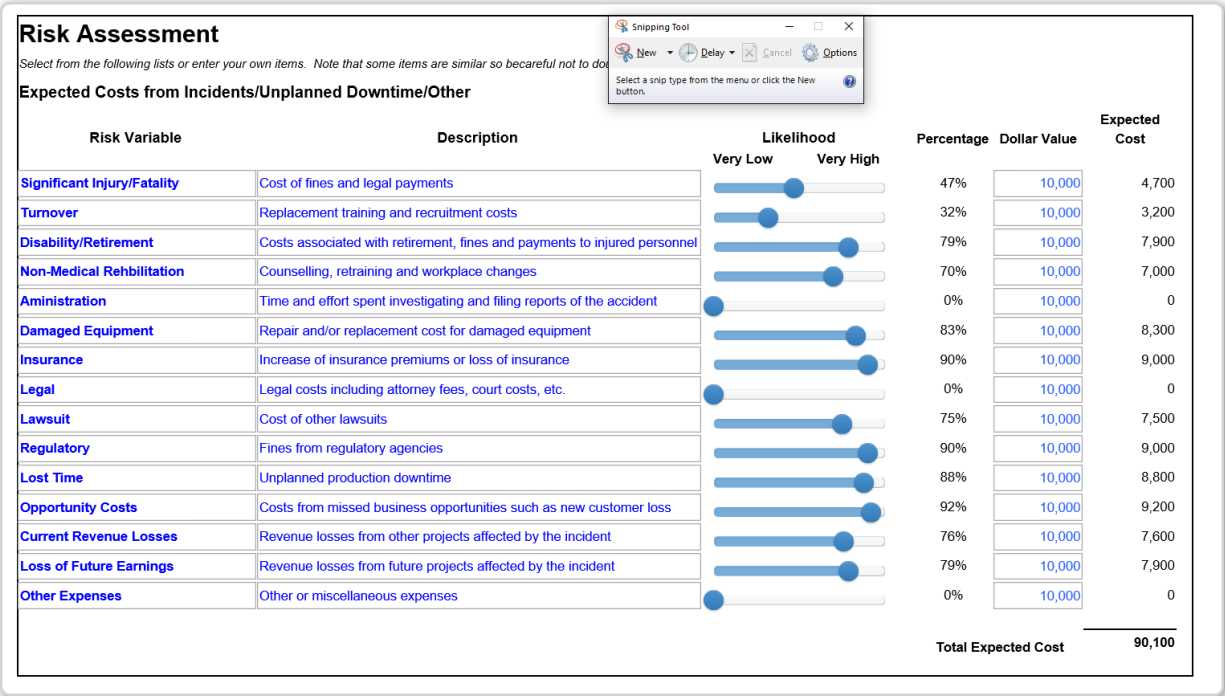 Risk Assessment
Select from the following lists or enter your own items.  Note that some items are similar so becareful not to
Expected Costs from Incidents/Unplanned Downtime/Other
Snipping Tool
New Delay Cancel Options
Select a snip type from the menu or click the New
button.
Risk Variable Description Likelihood Percentage Dollar Value Expected Cost
Very Low Very High
Significant Injury/Fatality Cost of fines and legal payments 47% 10,000 4,700
Turnover Replacement training and recruitment costs 32% 10,000 3,200
Disability/Retirement Costs associated with retirement, fines and payments to injured personnel 79% 10,000 7,900
Non-Medical Rehbilitation Counselling, retraining and workplace changes 70% 10,000 7,000
Aministration Time and effort spent investigating and filing reports of the accident 0% 10,000 0
Damaged Equipment Repair and/or replacement cost for damaged equipment 83% 10,000 8,300
Insurance Increase of insurance premiums or loss of insurance 90% 10,000 9,000
Legal Legal costs including attorney fees, court costs, etc. 0% 10,000 0
Lawsuit Cost of other lawsuits 75% 10,000 7,500
Regulatory Fines from regulatory agencies 90% 10,000 9,000
Lost Time Unplanned production downtime 88% 10,000 8,800
Opportunity Costs Costs from missed business opportunities such as new customer loss 92% 10,000 9,200
Current Revenue Losses Revenue losses from other projects affected by the incident 76% 10,000 7,600
Loss of Future Earnings Revenue losses from future projects affected by the incident 79% 10,000 7,900
Other Expenses Other or miscellaneous expenses 0% 10,000 0
Total Expected Cost 90,100